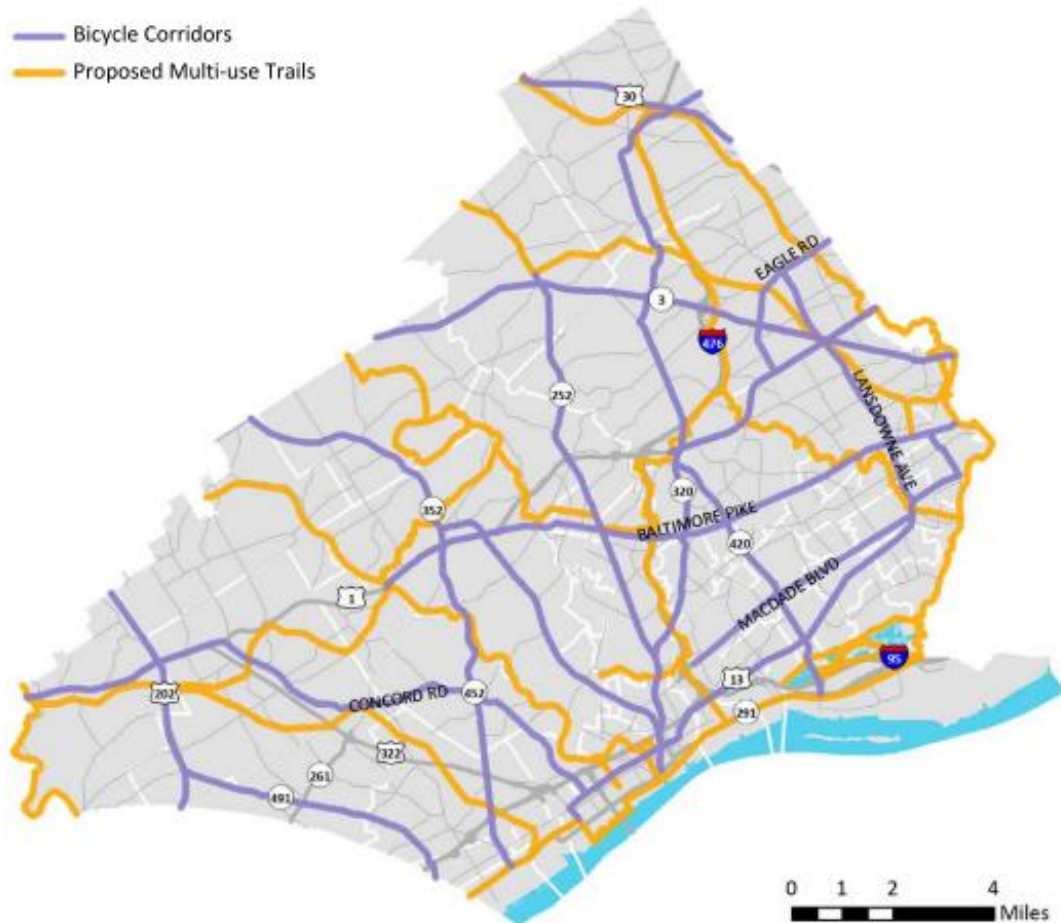 Bicycle Corridors
Proposed Multi-use Trails
30
EAGLE RD
3
476
252
LANSDOWNE AVE
352
320
BALTIMORE PIKE
420
1
MACDADE BLVD
95
13
202
CONCORD RD
452
291
322
261
491
0 1 2 4
Miles